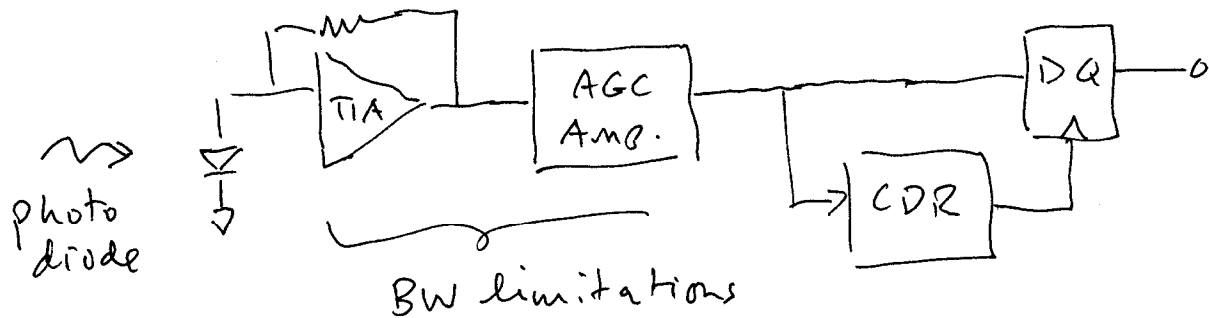 TIA
AGC
AMP.
D Q
CDR
photo
diode
BW limitations